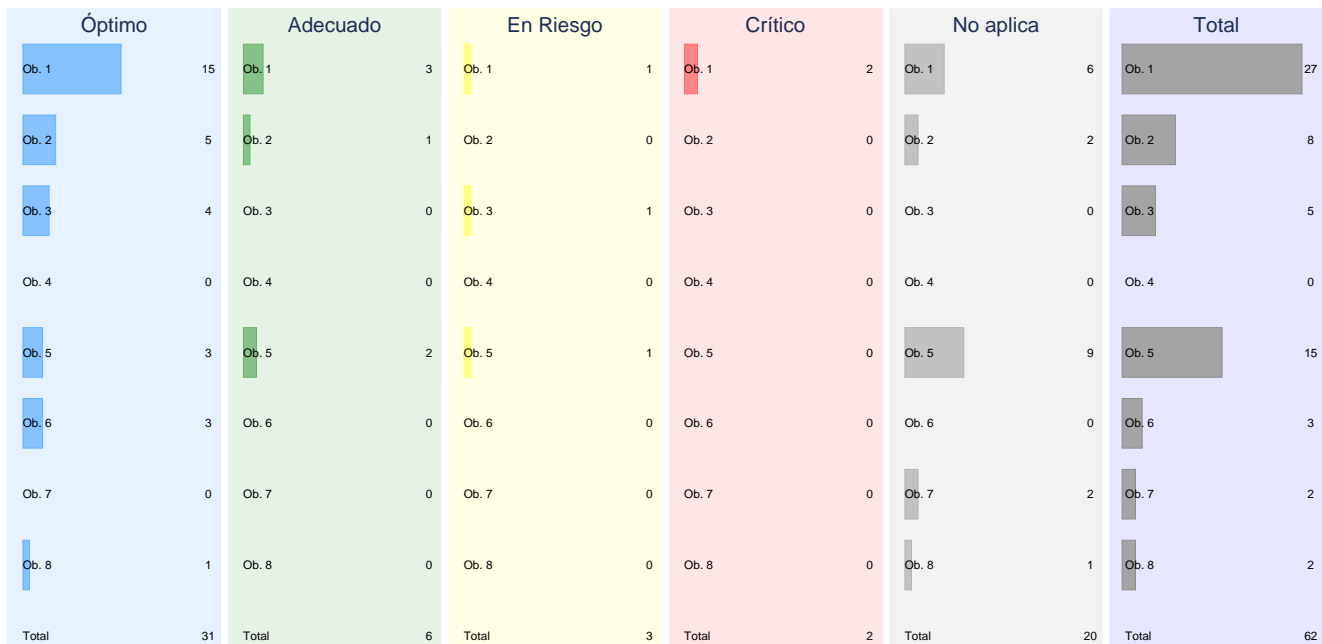 Óptimo Adecuado En Riesgo Crítico No aplica Total
Ob. 1 15 Ob. 1 3 Ob. 1 1 Ob. 1 2 Ob. 1 6 Ob. 1 27
Ob. 2 5 Ob. 2 1 Ob. 2 0 Ob. 2 0 Ob. 2 2 Ob. 2 8
Ob. 3 4 Ob. 3 0 Ob. 3 1 Ob. 3 0 Ob. 3 0 Ob. 3 5
Ob. 4 0 Ob. 4 0 Ob. 4 0 Ob. 4 0 Ob. 4 0 Ob. 4 0
Ob. 5 3 Ob. 5 2 Ob. 5 1 Ob. 5 0 Ob. 5 9 Ob. 5 15
Ob. 6 3 Ob. 6 0 Ob. 6 0 Ob. 6 0 Ob. 6 0 Ob. 6 3
Ob. 7 0 Ob. 7 0 Ob. 7 0 Ob. 7 0 Ob. 7 2 Ob. 7 2
Ob. 8 1 Ob. 8 0 Ob. 8 0 Ob. 8 0 Ob. 8 1 Ob. 8 2
Total 31 Total 6 Total 3 Total 2 Total 20 Total 62